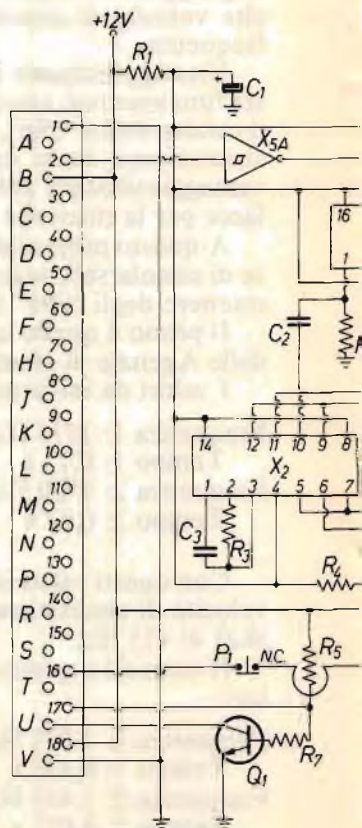 +12V
R1
+
C1
1
A
2
B
3
C
4
D
5
E
6
F
7
H
8
J
9
K
10
L
11
M
12
N
13
P
14
R
15
S
16
T
17
U
18
V
X5A
16
1
C2
14 12 11 10 9 8
X2
1 2 3 4 5 6 7
C3
R3
R4
P1 N.C.
R5
R7
Q1